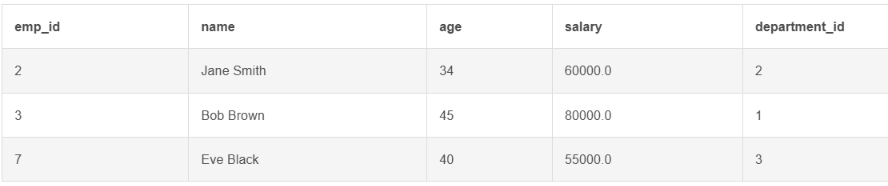 emp_id name age salary department_id
2 Jane Smith 34 60000.0 2
3 Bob Brown 45 80000.0 1
7 Eve Black 40 55000.0 3